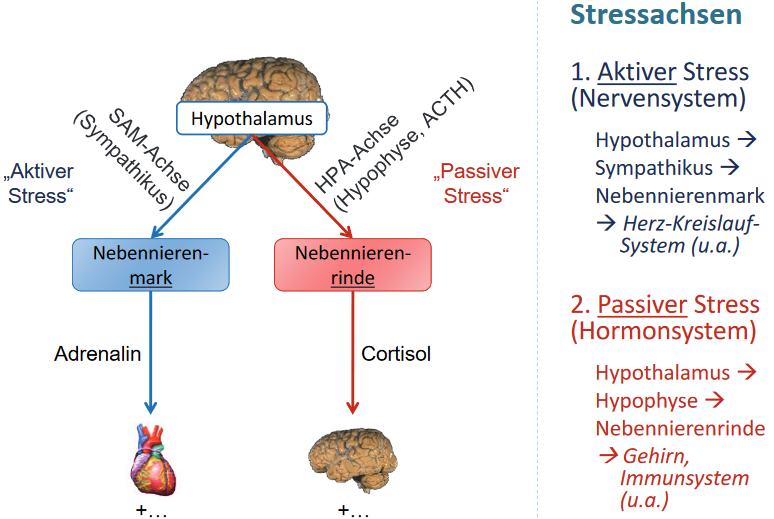 Stressachsen
Hypothalamus
SAM-Achse
(Sympathikus)
HPA-Achse
(Hypophyse, ACTH)
„Aktiver
Stress“
„Passiver
Stress“
Nebennieren-
mark
Nebennieren-
rinde
Adrenalin
Cortisol
+...
+...
1. Aktiver Stress
(Nervensystem)
Hypothalamus →
Sympathikus →
Nebennierenmark
→ Herz-Kreislauf-
System (u.a.)
2. Passiver Stress
(Hormonsystem)
Hypothalamus →
Hypophyse →
Nebennierenrinde
→ Gehirn,
Immunsystem
(u.a.)